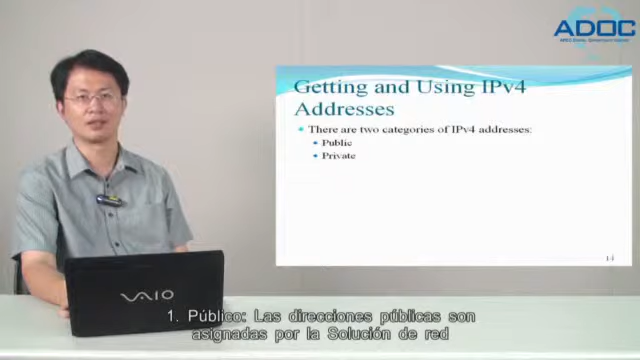 ADOC
Getting and Using IPv4
Addresses
There are two categories of IPv4 addresses:
Public
Private
14
VAIO
1. Público: Las direcciones públicas son
asignadas por la Solución de red